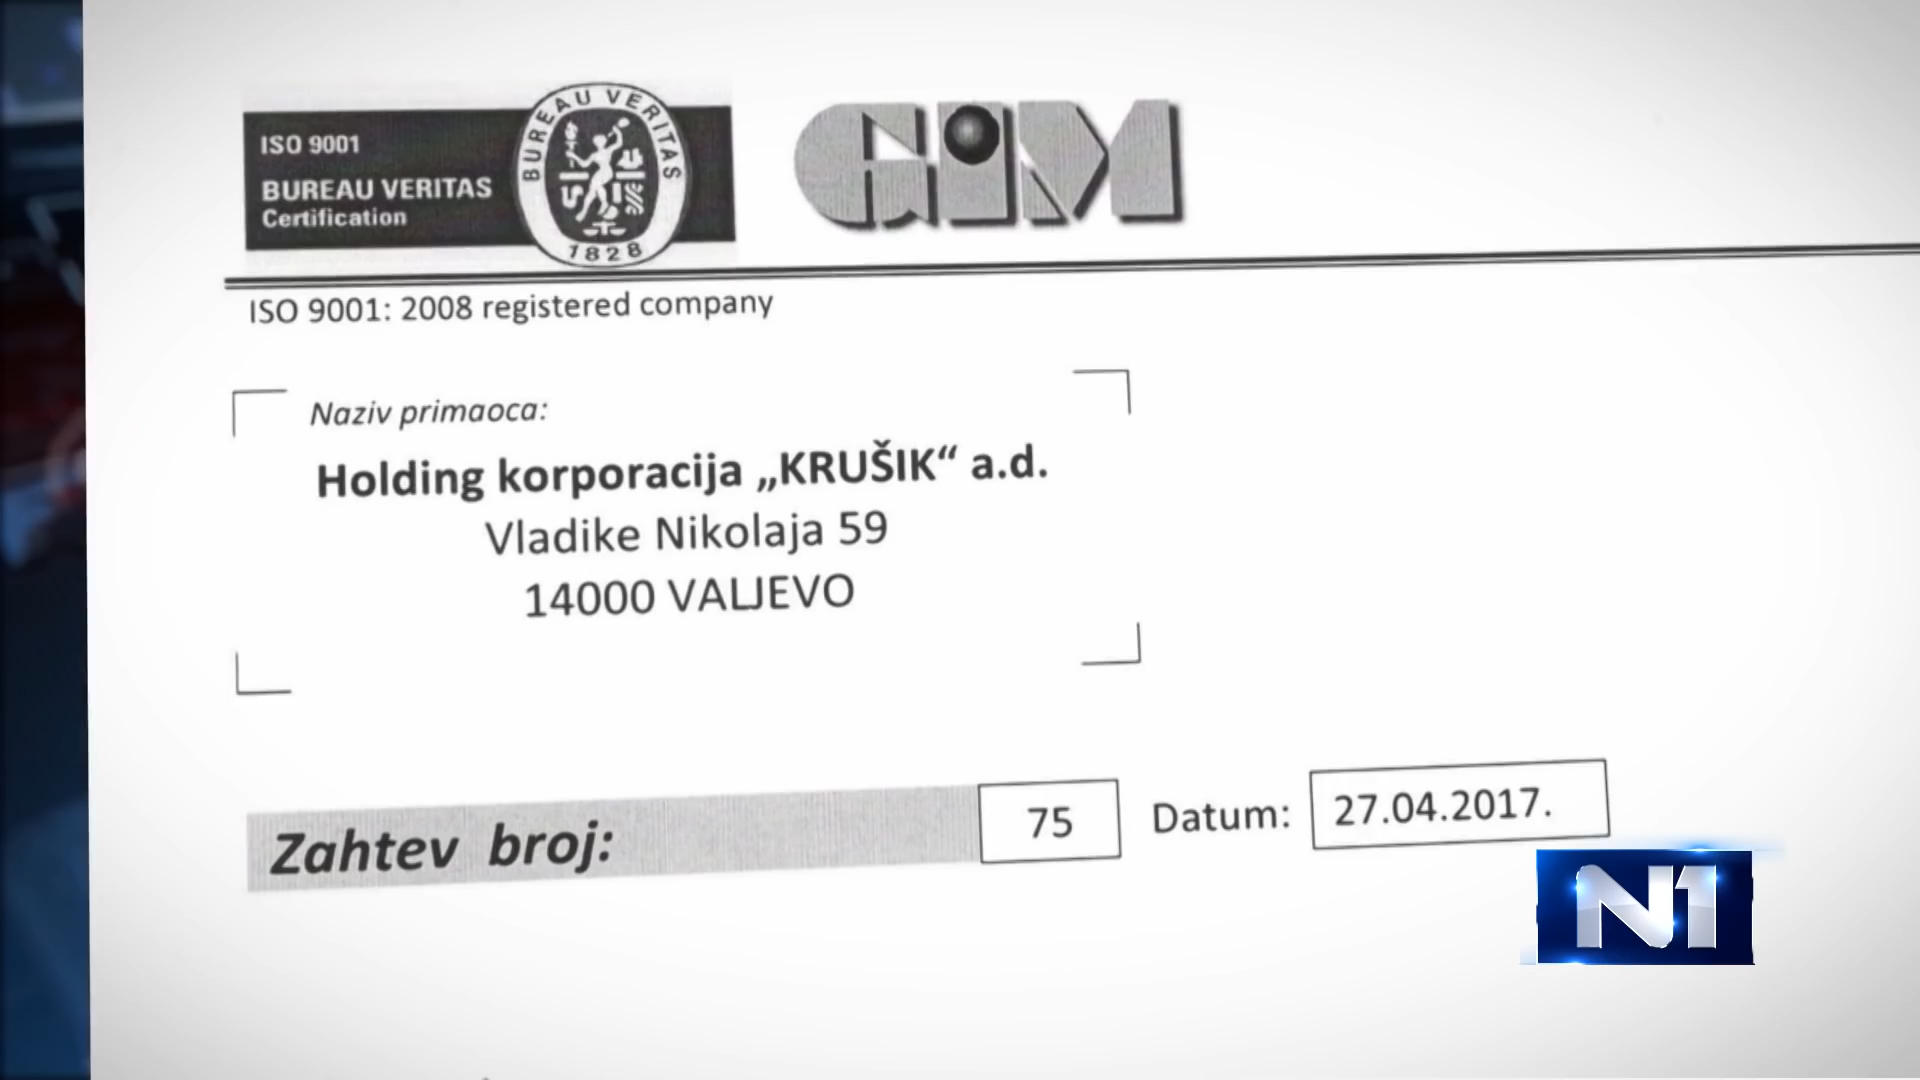 ISO 9001
BUREAU VERITAS
Certification
BUREAU VERITAS
1828
GIM
ISO 9001: 2008 registered company
Naziv primaoca:
Holding korporacija „KRUŠIK“ a.d.
Vladike Nikolaja 59
14000 VALJEVO
Zahtev broj: 75 Datum: 27.04.2017.
N1